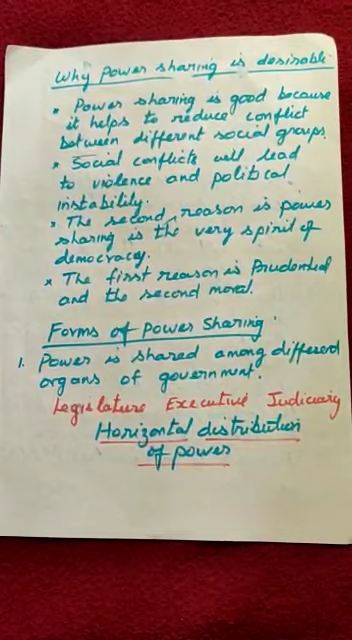 Why Power sharing is desirable
* Power sharing is good because
it helps to reduce conflict
between different social groups.
* Social conflicts will lead
to violence and political
instability.
* The second reason is power
sharing is the very spirit of
democracy.
* The first reason is Prudential
and the second moral.
Forms of Power Sharing
1. Power is shared among different
organs of government.
Legislature Executive Judiciary
Horizontal distribution
of power